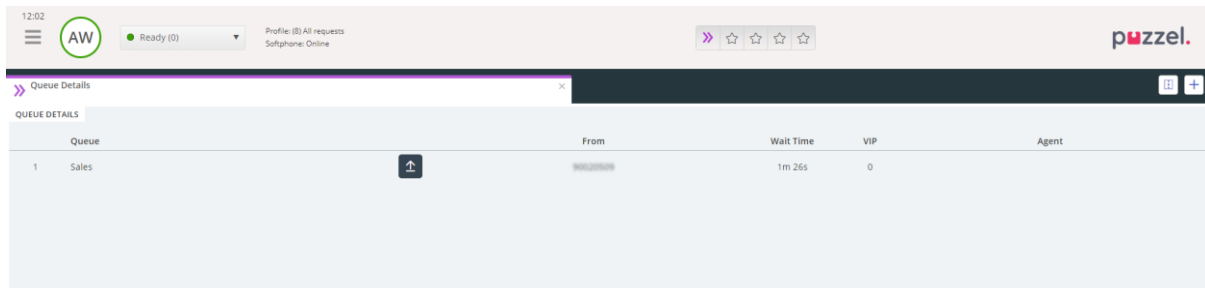 12:02
AW
Ready (0)
Profile: (8) All requests
Softphone: Online
puzzel.
Queue Details
QUEUE DETAILS
Queue From Wait Time VIP Agent
1 Sales 1m 26s 0